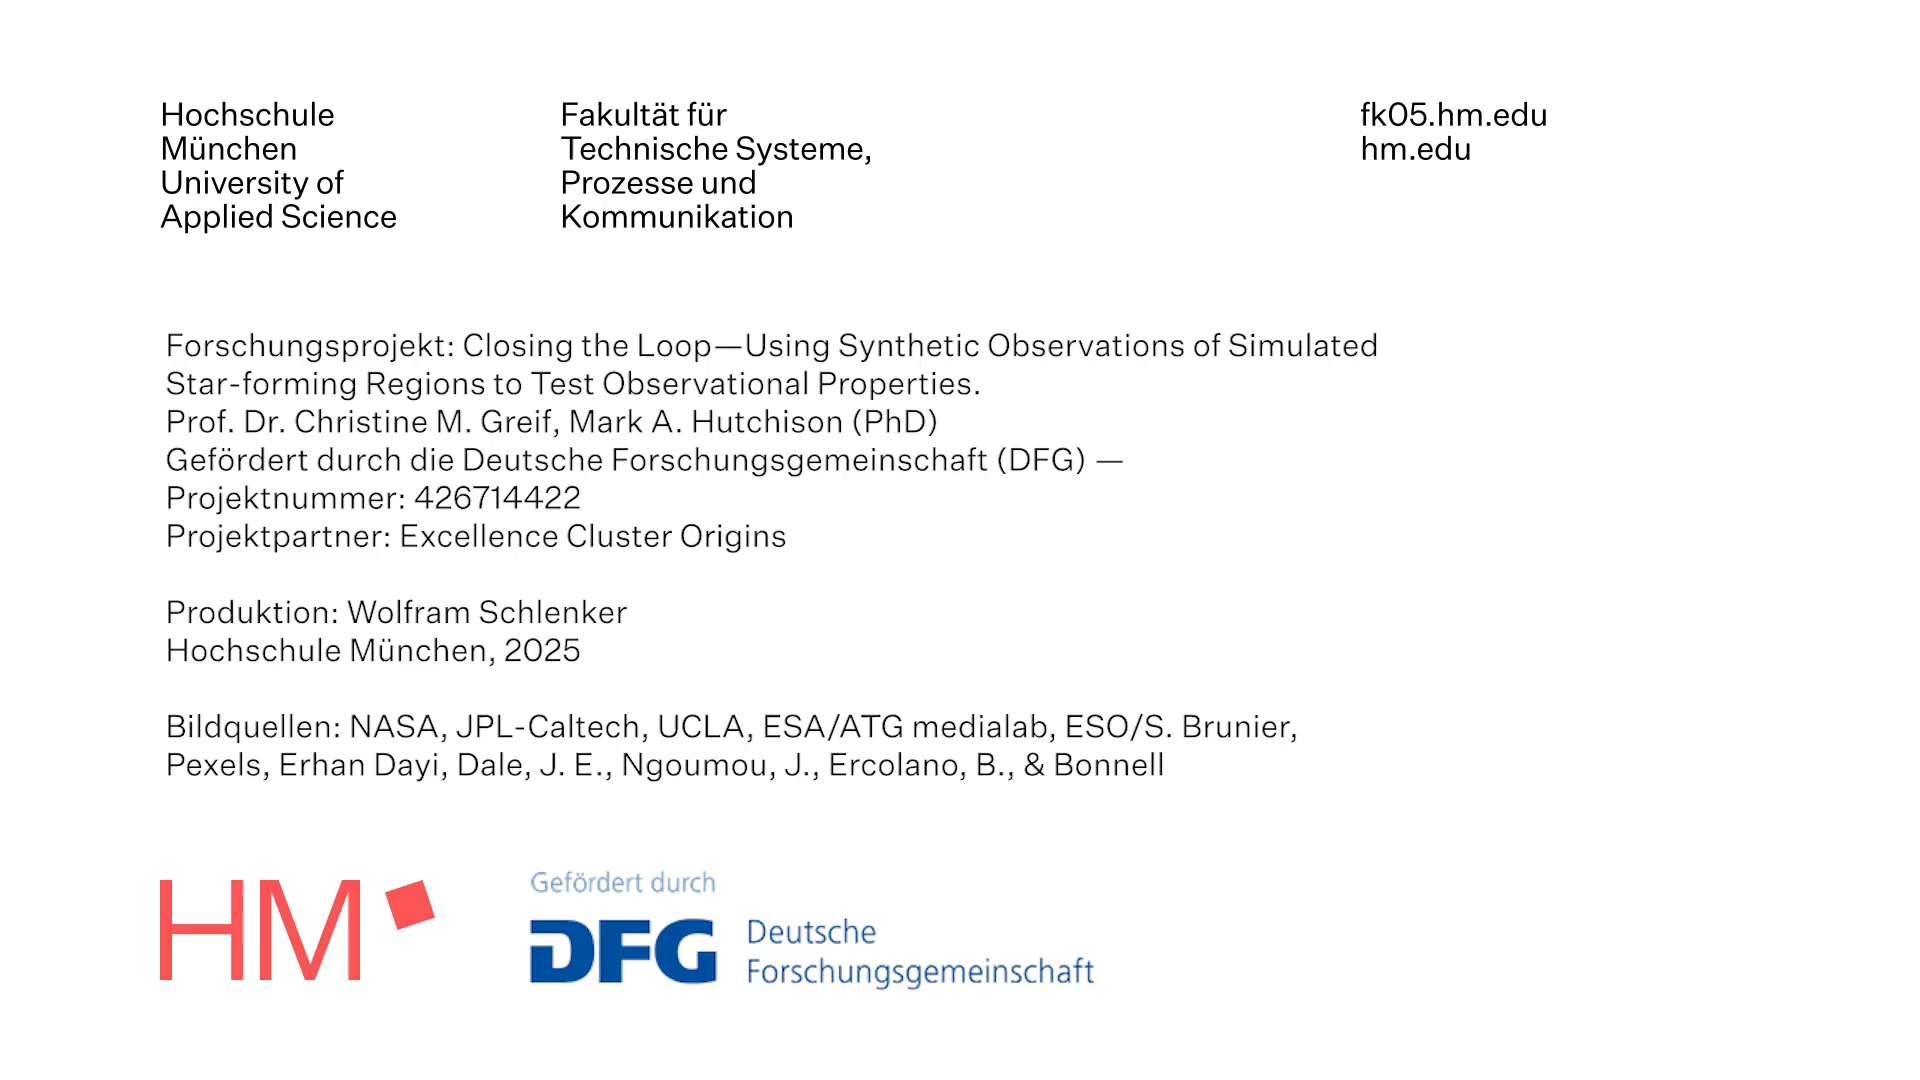 Hochschule
München
University of
Applied Science
Fakultät für
Technische Systeme,
Prozesse und
Kommunikation
fk05.hm.edu
hm.edu
Forschungsprojekt: Closing the Loop—Using Synthetic Observations of Simulated
Star-forming Regions to Test Observational Properties.
Prof. Dr. Christine M. Greif, Mark A. Hutchison (PhD)
Gefördert durch die Deutsche Forschungsgemeinschaft (DFG) —
Projektnummer: 426714422
Projektpartner: Excellence Cluster Origins
Produktion: Wolfram Schlenker
Hochschule München, 2025
Bildquellen: NASA, JPL-Caltech, UCLA, ESA/ATG medialab, ESO/S. Brunier,
Pexels, Erhan Dayi, Dale, J. E., Ngoumou, J., Ercolano, B., & Bonnell
HM
Gefördert durch
DFG
Deutsche
Forschungsgemeinschaft